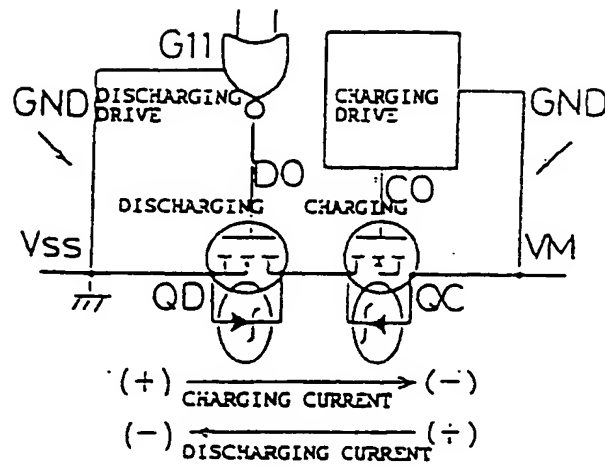 G11
GND DISCHARGING DRIVE
CHARGING DRIVE
GND
DO
CO
DISCHARGING CHARGING
VSS
VM
QD
QC
(+) (-)
CHARGING CURRENT
(-) (÷)
DISCHARGING CURRENT